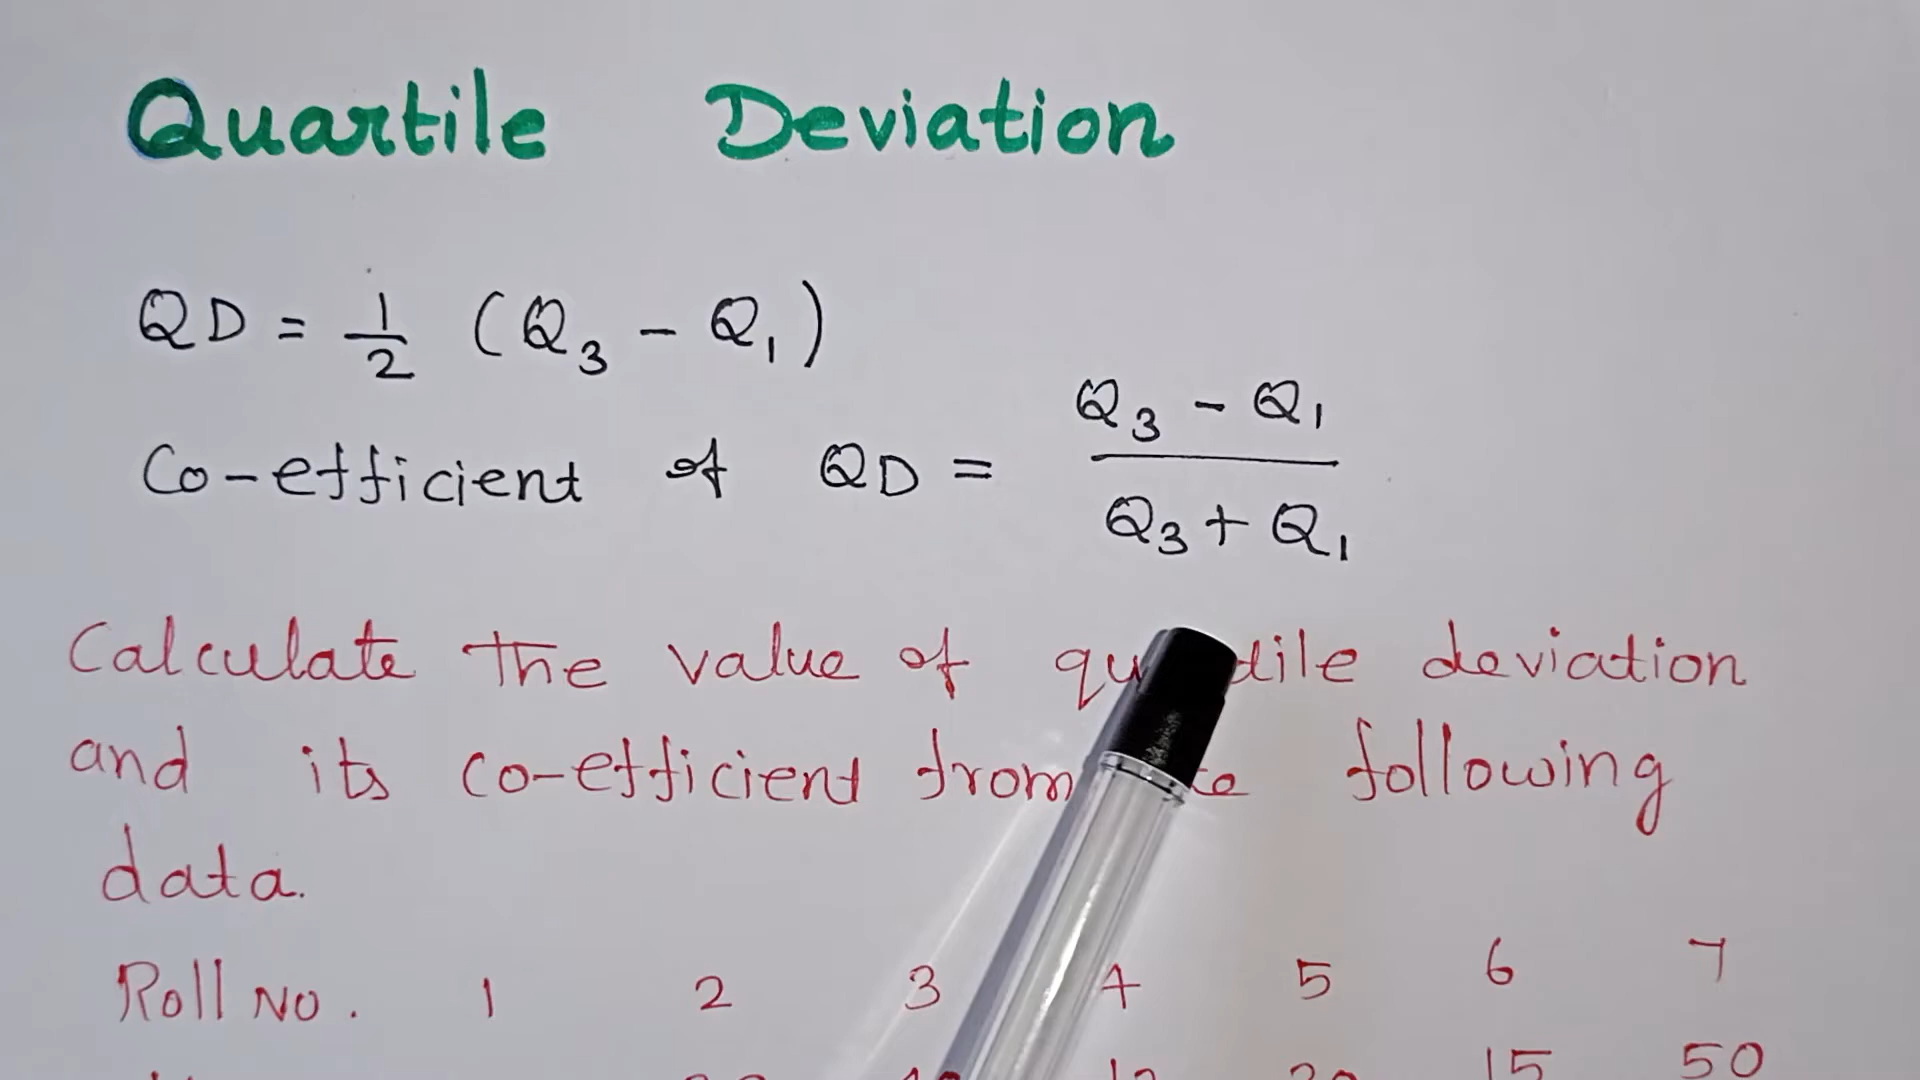 Quartile Deviation
QD = 1/2 (Q₃ - Q₁)
Co-efficient of QD = (Q₃ - Q₁) / (Q₃ + Q₁)
Calculate the value of deviation
and its co-efficient from following
data.
Roll No. 1 2 3 4 5 6 7
15 50